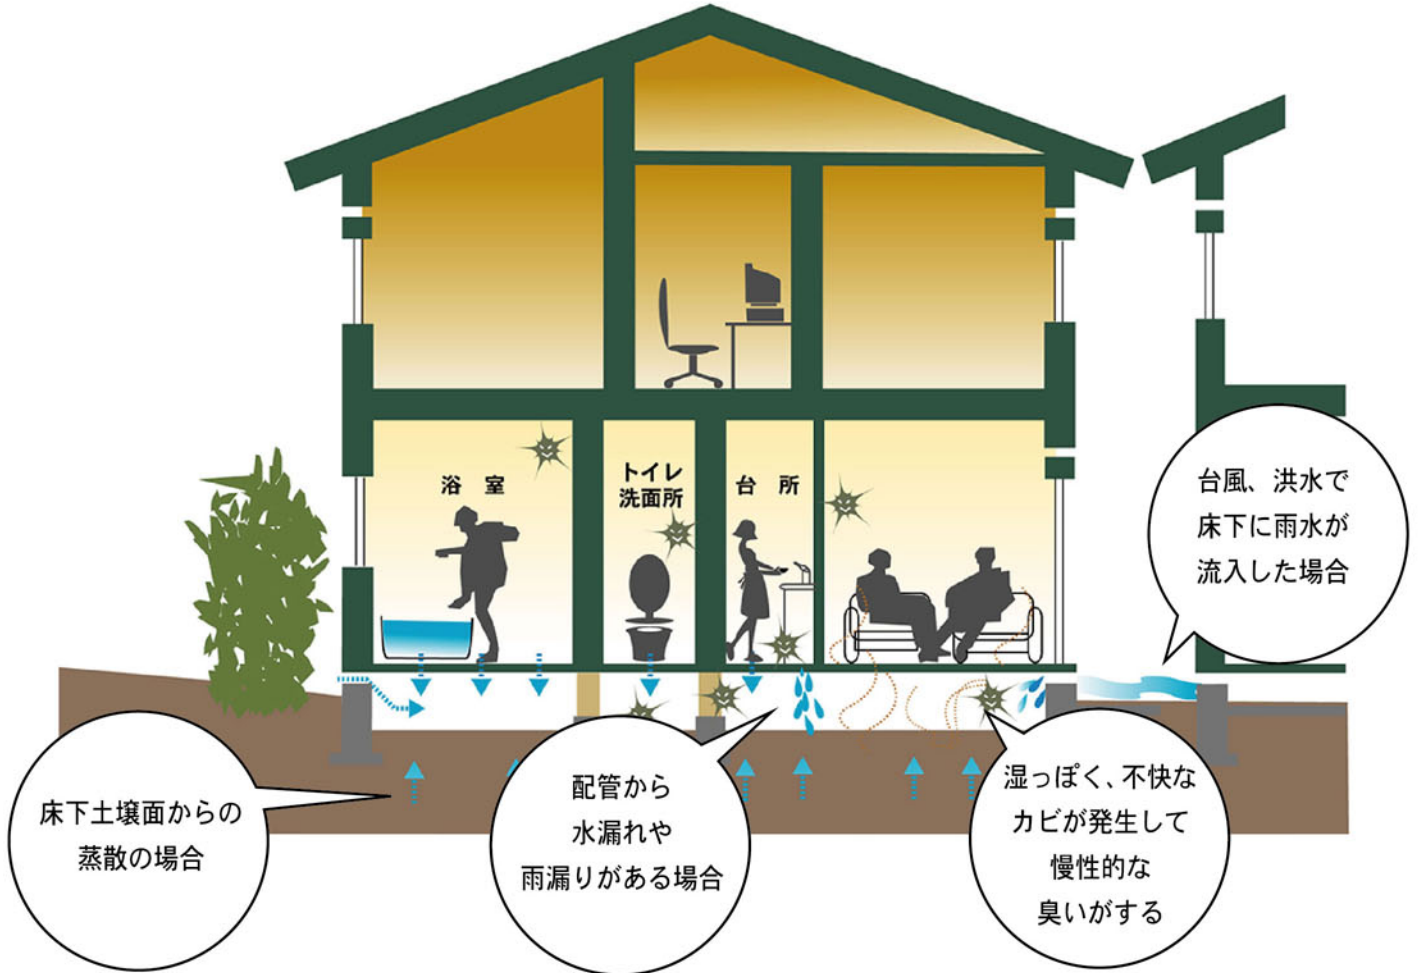 浴 室
トイレ
洗面所
台 所
台風、洪水で
床下に雨水が
流入した場合
床下土壌面からの
蒸散の場合
配管から
水漏れや
雨漏りがある場合
湿っぽく、不快な
カビが発生して
慢性的な
臭いがする